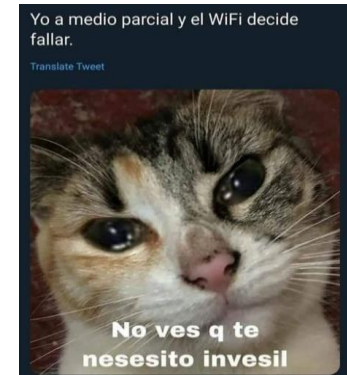 Yo a medio parcial y el WiFi decide
fallar.
Translate Tweet
No ves q te
nesesito invesil